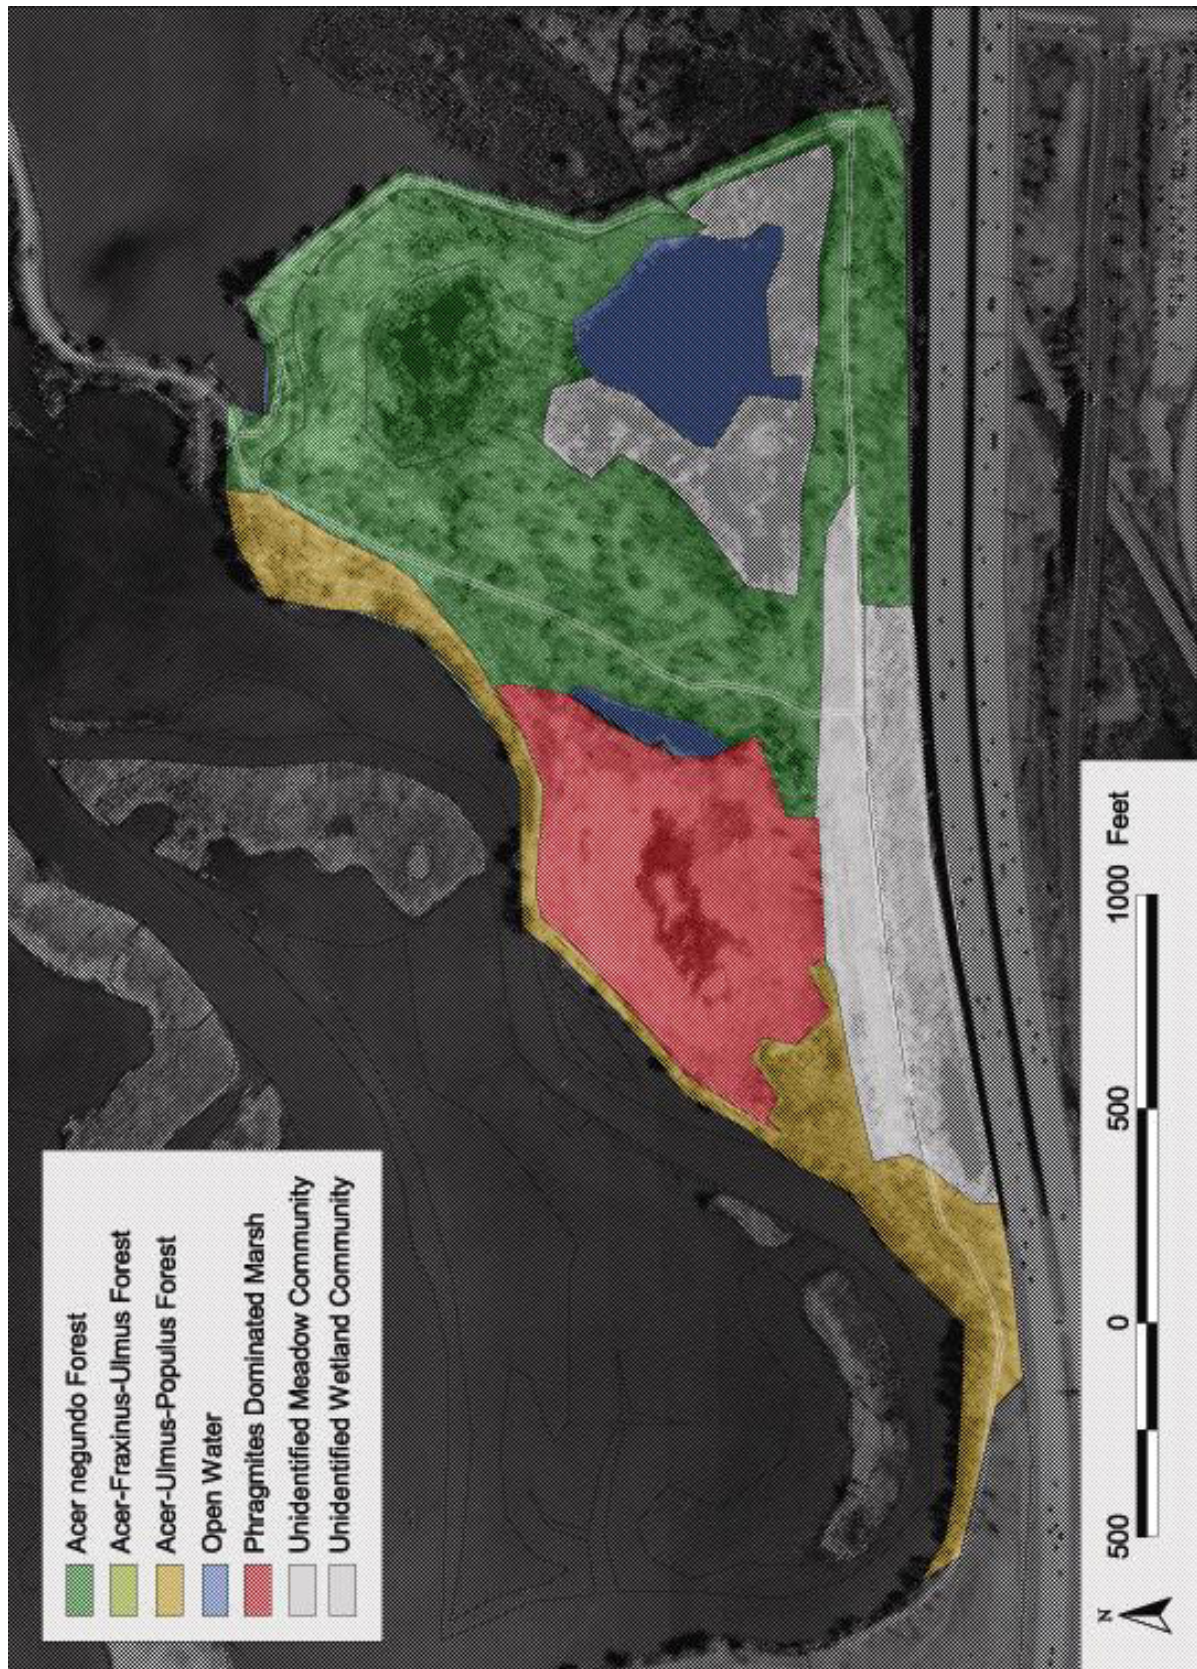 Acer negundo Forest
Acer-Fraxinus-Ulmus Forest
Acer-Ulmus-Populus Forest
Open Water
Phragmites Dominated Marsh
Unidentified Meadow Community
Unidentified Wetland Community
N
500 0 500 1000 Feet